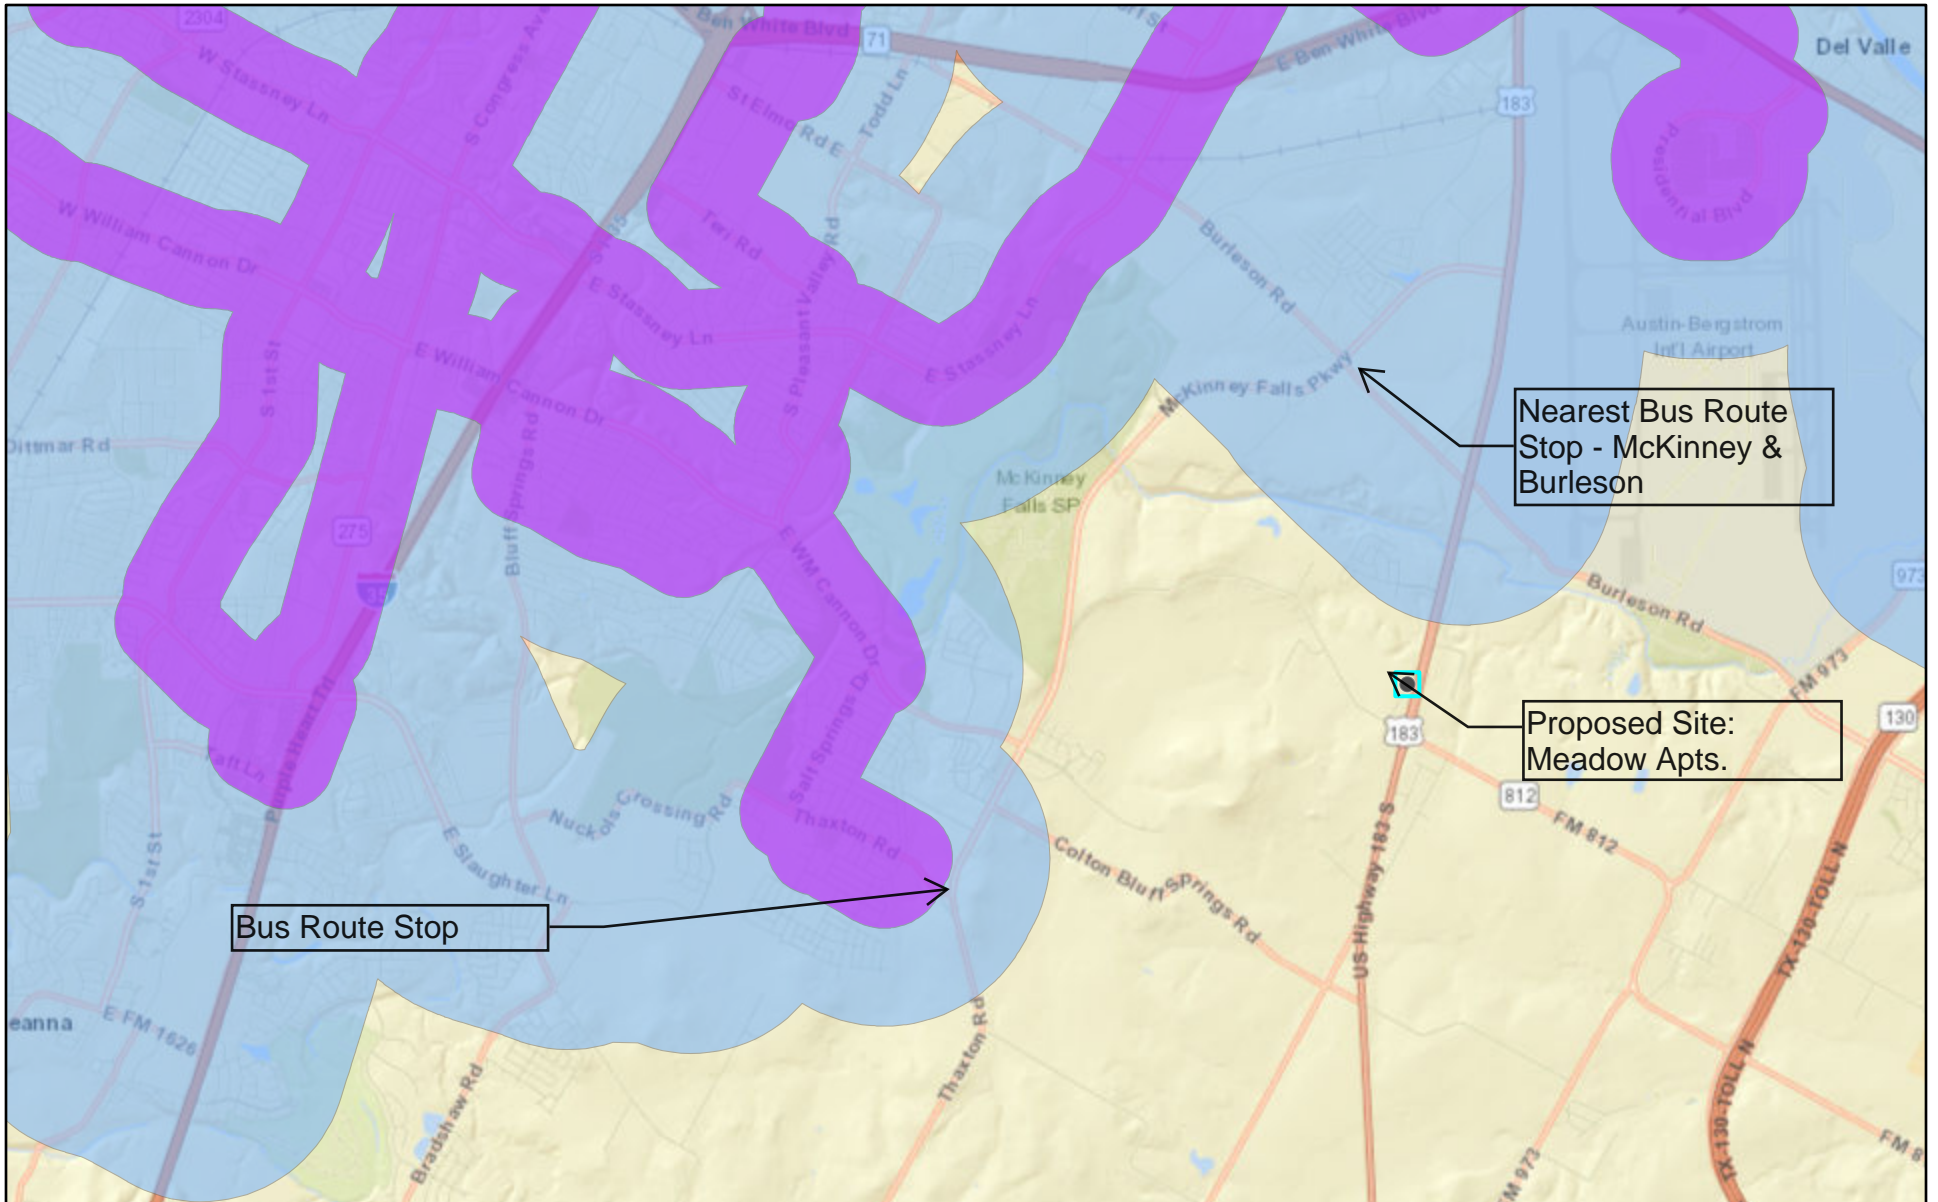 2304
Ben White Blvd
71
E Ben White Blvd
Del Valle
W Stassney Ln
S Congress Ave
St Elmo Rd E
Todd Ln
183
Presidential Blvd
W William Cannon Dr
Teri Rd
S I-35
E Stassney Ln
S Pleasant Valley Rd
Burleson Rd
E Stassney Ln
Austin-Bergstrom
Int'l Airport
S 1st St
E William Cannon Dr
McKinney Falls Pkwy
Nearest Bus Route
Stop - McKinney &
Burleson
Dittmar Rd
McKinney
Falls SP
275
35
Bluff Springs Rd
E WM Cannon Dr
973
Burleson Rd
FM 973
130
Proposed Site:
Meadow Apts.
183
Taft Ln
Purple Heart Trl
Salt Springs Dr
812
FM 812
Nuckols Crossing Rd
Thaxton Rd
Colton Bluff Springs Rd
S 1st St
E Slaughter Ln
US Highway 183 S
TX-130-TOLL N
Bus Route Stop
eanna
E FM 1626
Thaxton Rd
Bradshaw Rd
TX-130-TOLL N
FM 8
M 973